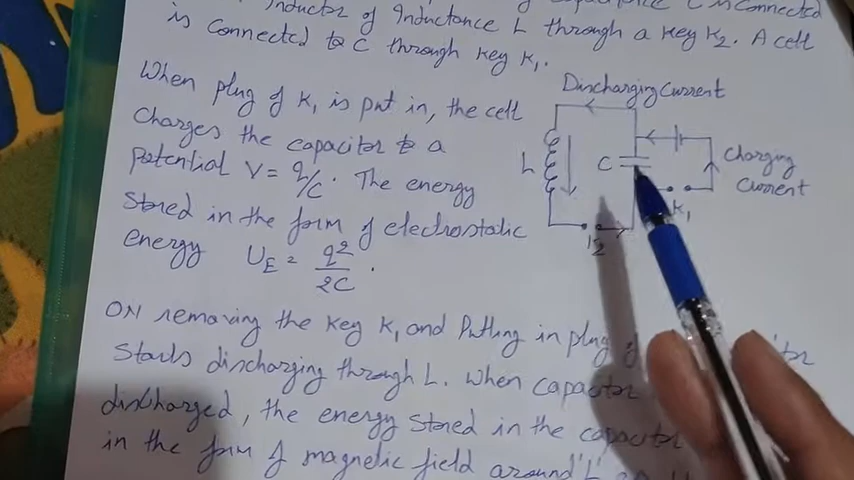 Inductor of Inductance L through a key K2. A cell
is connected to C through key K1.
is connected
When plug of K1 is put in, the cell
charges the capacitor to a
potential V = q/C. The energy
stored in the form of electrostatic
energy UE = q²/2C.
Discharging Current
L
C
Charging
Current
K1
K2
ON removing the key K1 and Putting in plug
starts discharging through L. When capacitor
discharged, the energy stored in the capacitor
in the form of magnetic field around 'L'